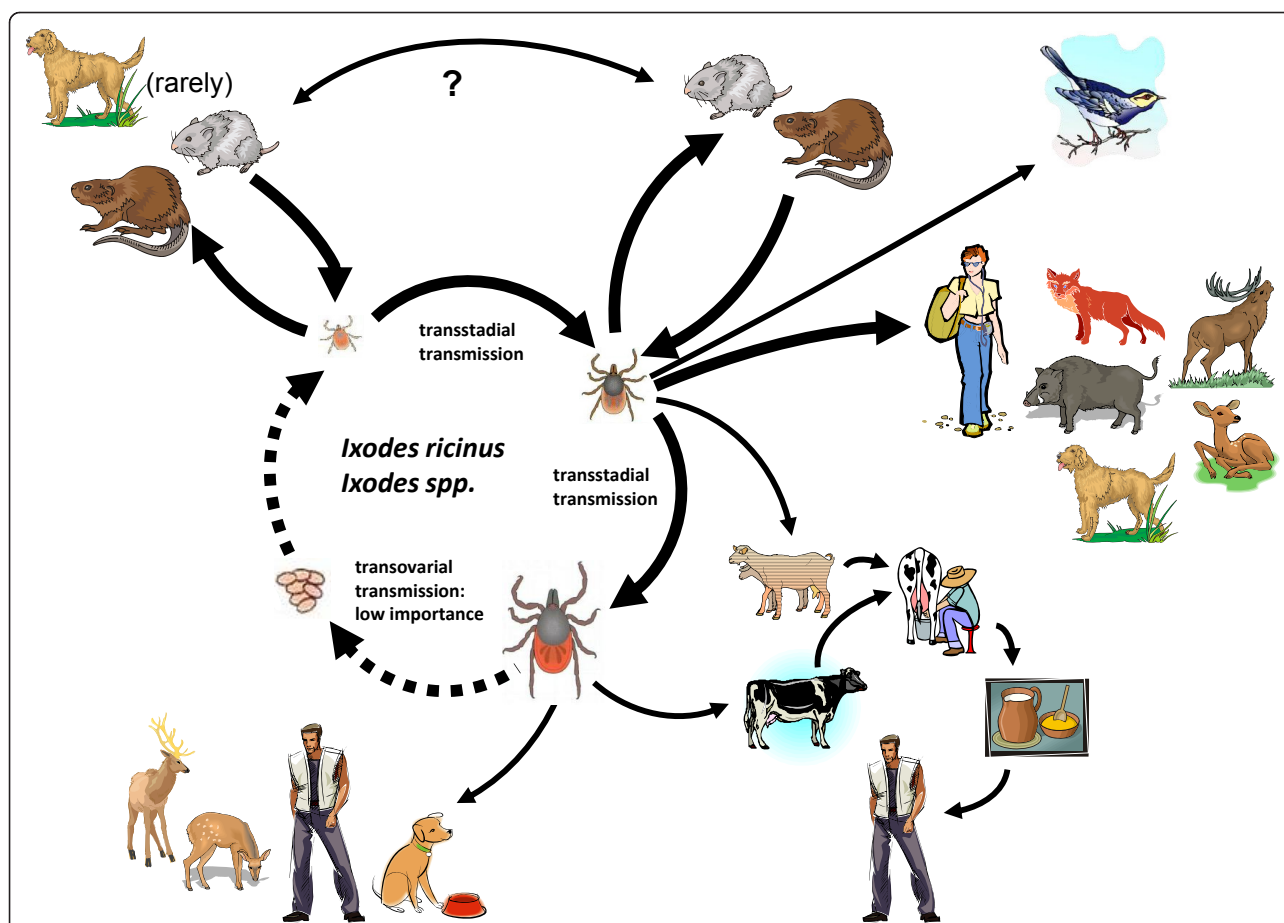 (rarely)
?
transstadial
transmission
Ixodes ricinus
Ixodes spp.
transstadial
transmission
transovarial
transmission:
low importance